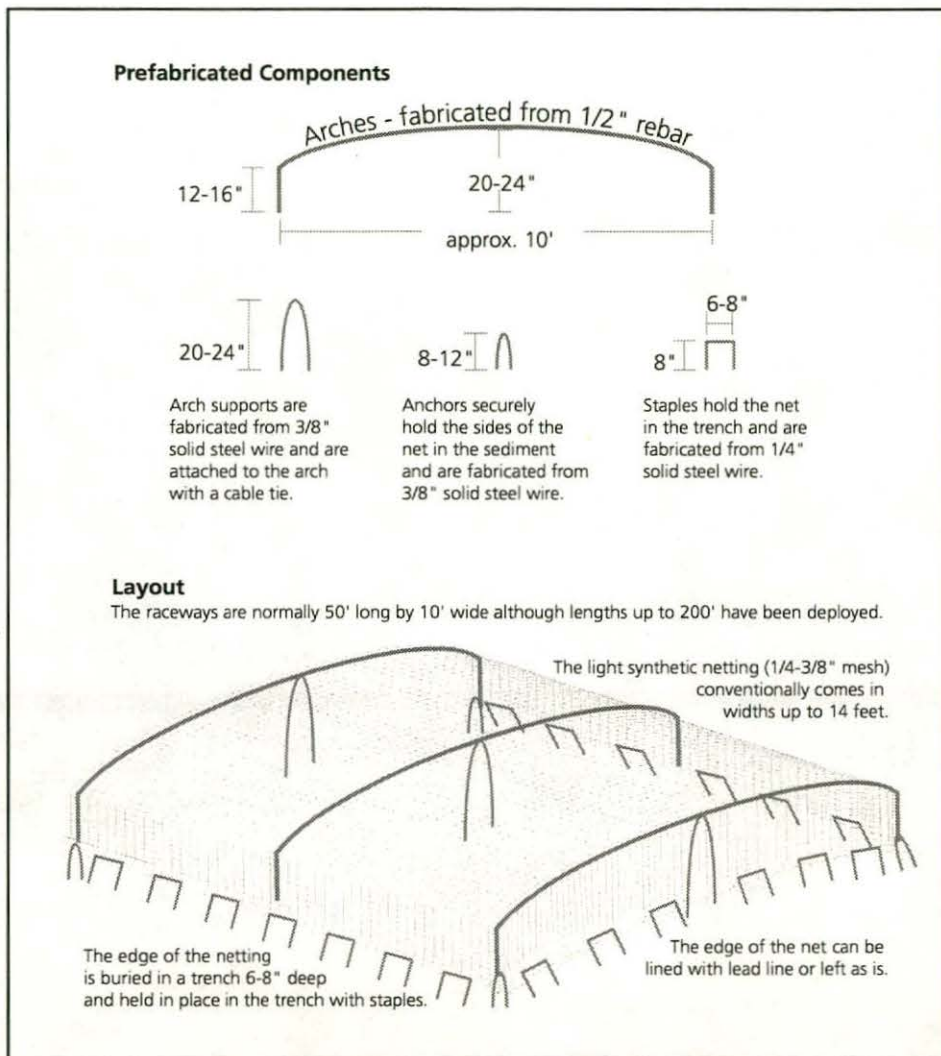 Prefabricated Components
Arches - fabricated from 1/2" rebar
12-16"
20-24"
approx. 10'
20-24"
8-12"
6-8"
8"
Arch supports are
fabricated from 3/8"
solid steel wire and are
attached to the arch
with a cable tie.
Anchors securely
hold the sides of the
net in the sediment
and are fabricated from
3/8" solid steel wire.
Staples hold the net
in the trench and are
fabricated from 1/4"
solid steel wire.
Layout
The raceways are normally 50' long by 10' wide although lengths up to 200' have been deployed.
The light synthetic netting (1/4-3/8" mesh)
conventionally comes in
widths up to 14 feet.
The edge of the netting
is buried in a trench 6-8" deep
and held in place in the trench with staples.
The edge of the net can be
lined with lead line or left as is.